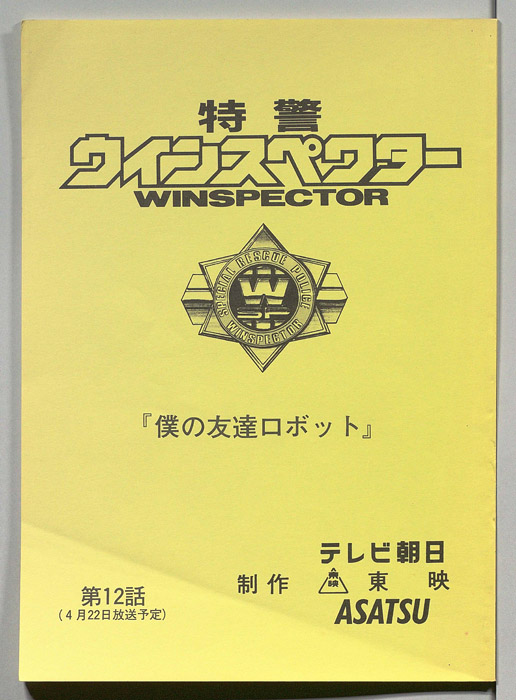 特警
ウインスペクター
WINSPECTOR
SPECIAL RESCUE POLICE
WINSPECTOR
『僕の友達ロボット』
第12話
(4月22日放送予定)
制作
テレビ朝日
東映 東映
ASATSU